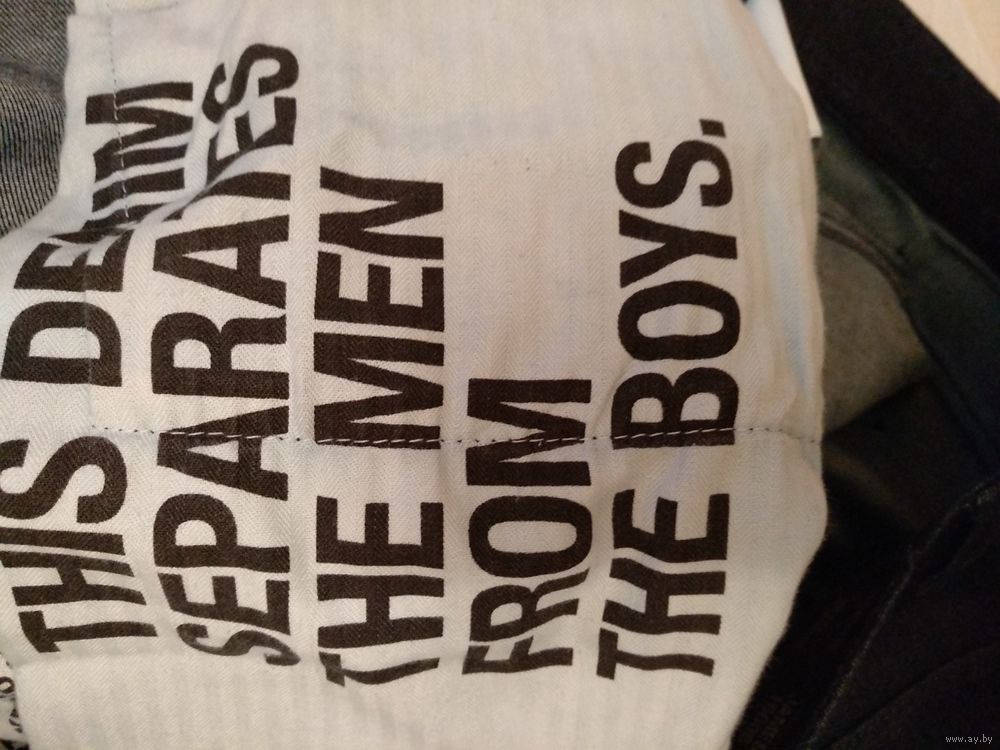 THIS DENIM
SEPARATES
THE MEN
FROM
THE BOYS.
www.ay.by